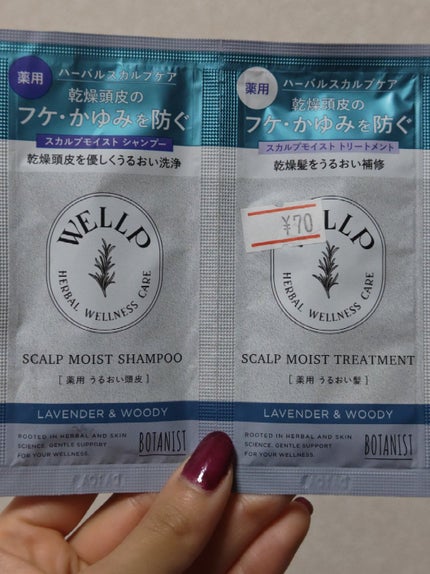 薬用
ハーバルスカルプケア
乾燥頭皮の
フケ・かゆみを防ぐ
スカルプモイスト シャンプー
乾燥頭皮を優しくうるおい洗浄
WELLP
HERBAL WELLNESS CARE
SCALP MOIST SHAMPOO
[薬用 うるおい頭皮]
LAVENDER & WOODY
ROOTED IN HERBAL AND SKIN
SCIENCE, GENTLE SUPPORT
FOR YOUR WELLNESS.
BOTANIST
薬用
ハーバルスカルプケア
乾燥頭皮の
フケ・かゆみを防ぐ
スカルプモイスト トリートメント
乾燥髪をうるおい補修
¥70
LLP
HERBAL WELLNESS CARE
SCALP MOIST TREATMENT
[薬用 うるおい髪]
LAVENDER & WOODY
ROOTED IN HERBAL AND SKIN
SCIENCE, GENTLE SUPPORT
FOR YOUR WELLNESS.
BOTANIST